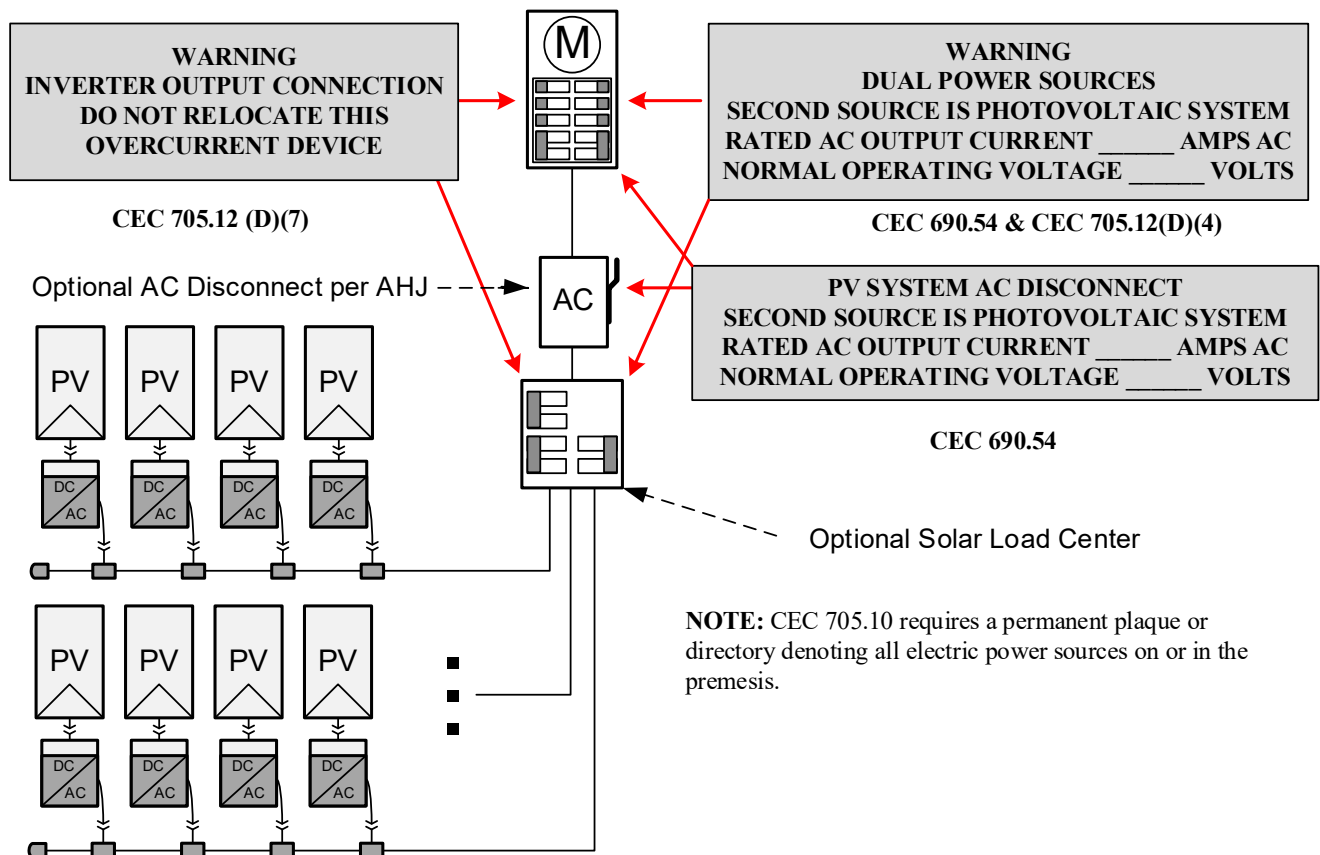 M
WARNING
INVERTER OUTPUT CONNECTION
DO NOT RELOCATE THIS
OVERCURRENT DEVICE
CEC 705.12 (D)(7)
WARNING
DUAL POWER SOURCES
SECOND SOURCE IS PHOTOVOLTAIC SYSTEM
RATED AC OUTPUT CURRENT ______ AMPS AC
NORMAL OPERATING VOLTAGE ______ VOLTS
CEC 690.54 & CEC 705.12(D)(4)
Optional AC Disconnect per AHJ
AC
PV SYSTEM AC DISCONNECT
SECOND SOURCE IS PHOTOVOLTAIC SYSTEM
RATED AC OUTPUT CURRENT ______ AMPS AC
NORMAL OPERATING VOLTAGE ______ VOLTS
CEC 690.54
PV PV PV PV
DC DC DC DC
AC AC AC AC
Optional Solar Load Center
NOTE: CEC 705.10 requires a permanent plaque or
directory denoting all electric power sources on or in the
premesis.
PV PV PV PV
DC DC DC DC
AC AC AC AC